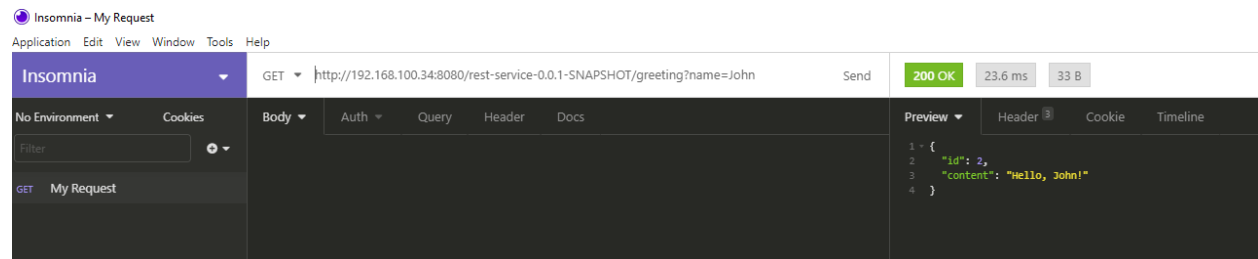 Insomnia – My Request
Application Edit View Window Tools Help
Insomnia
GET http://192.168.100.34:8080/rest-service-0.0.1-SNAPSHOT/greeting?name=John Send
200 OK 23.6 ms 33 B
No Environment Cookies
Body Auth Query Header Docs
Preview Header 3 Cookie Timeline
Filter
GET My Request
1 {
2 "id": 2,
3 "content": "Hello, John!"
4 }